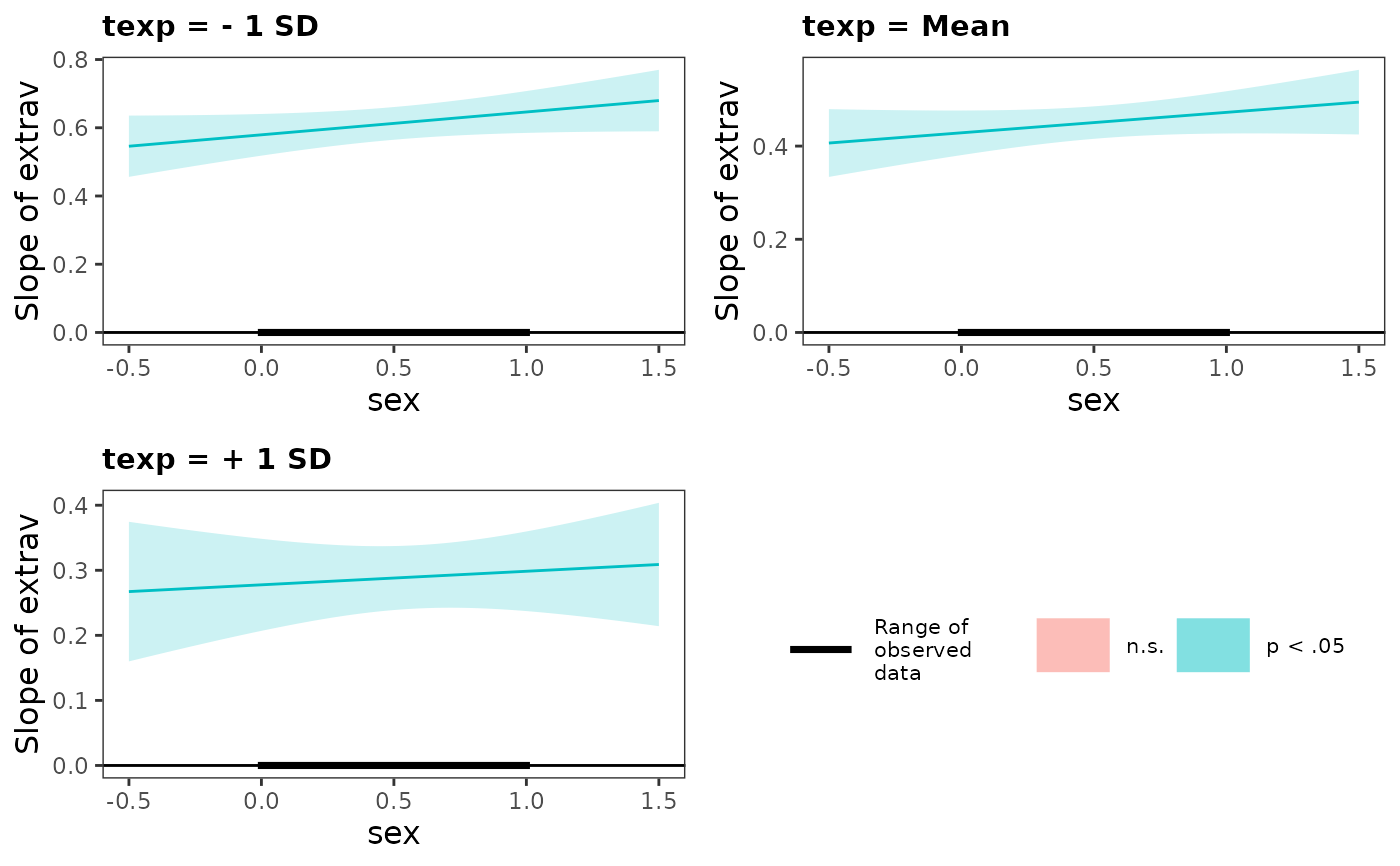 texp = - 1 SD
Slope of extrav
0.8
0.6
0.4
0.2
0.0
-0.5 0.0 0.5 1.0 1.5
sex
texp = Mean
Slope of extrav
0.4
0.2
0.0
-0.5 0.0 0.5 1.0 1.5
sex
texp = + 1 SD
Slope of extrav
0.4
0.3
0.2
0.1
0.0
-0.5 0.0 0.5 1.0 1.5
sex
Range of
observed
data
n.s.
p < .05